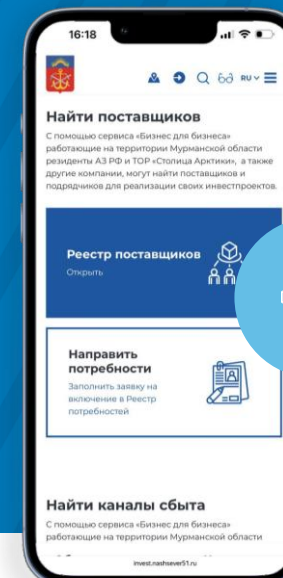 16:18
RU
Найти поставщиков
С помощью сервиса «Бизнес для бизнеса»
работающие на территории Мурманской области
резиденты АЗ РФ и ТОР «Столица Арктики», а также
другие компании, могут найти поставщиков и
подрядчиков для реализации своих инвестпроектов.
Реестр поставщиков
Открыть
Направить
потребности
Заполнить заявку на
включение в Реестр
потребностей
Найти каналы сбыта
С помощью сервиса «Бизнес для бизнеса»
работающие на территории Мурманской области
invest.nashsever51.ru